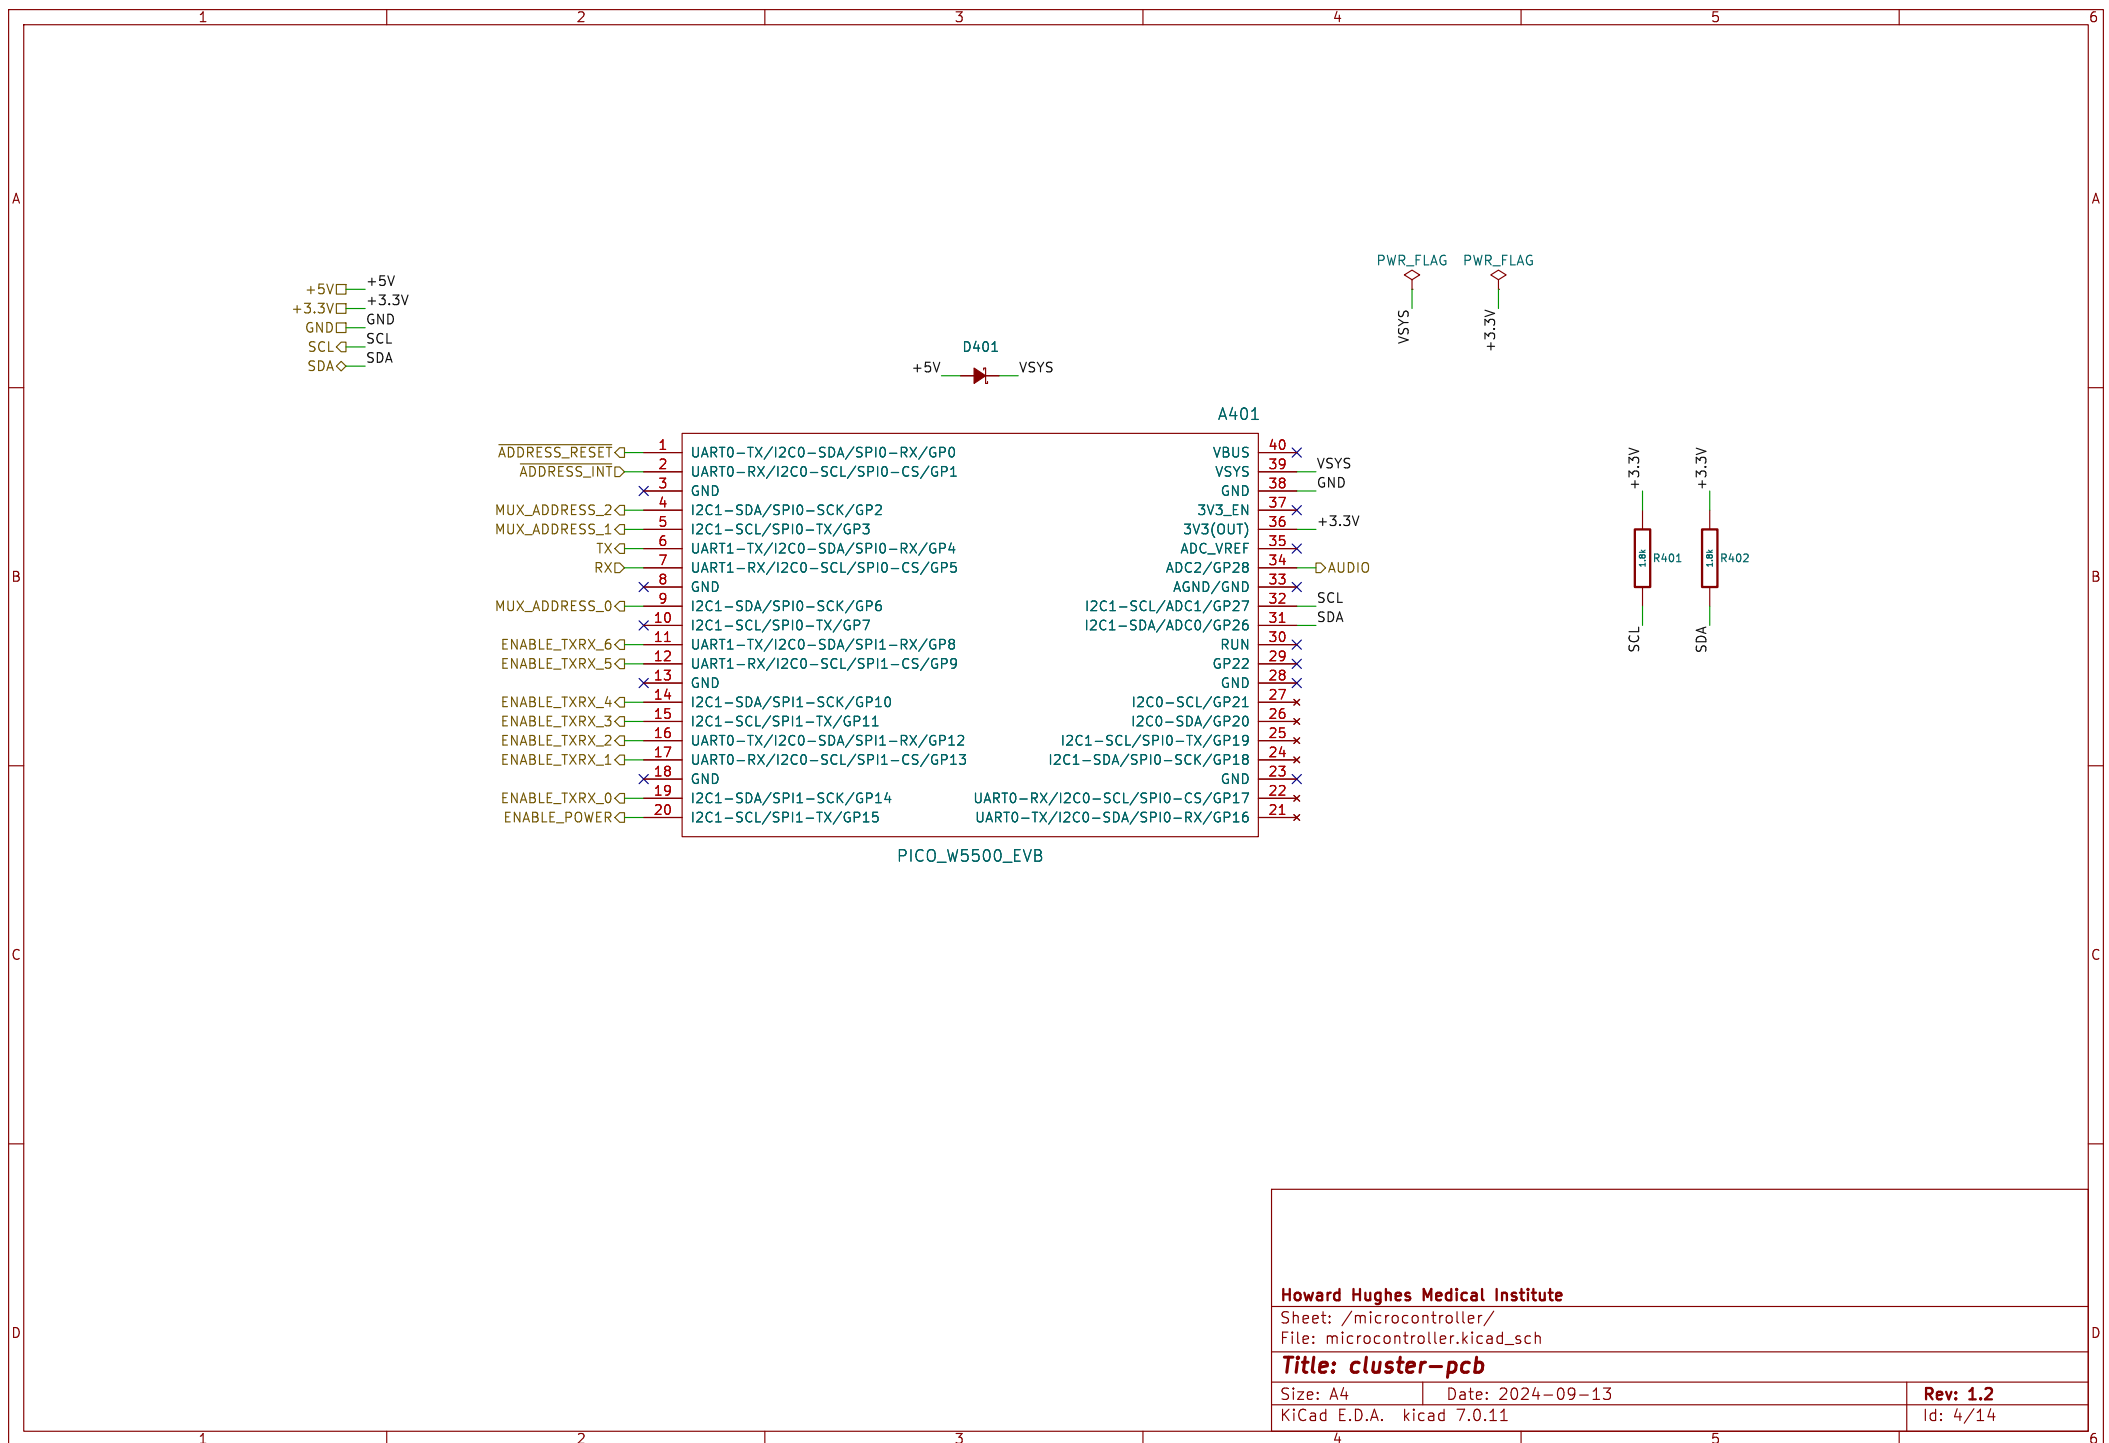 1 2 3 4 5 6
A A
PWR_FLAG PWR_FLAG
VSYS +3.3V
+5V +5V
+3.3V +3.3V
GND GND
SCL SCL
SDA SDA
D401
+5V VSYS
A401
ADDRESS_RESET 1 UART0-TX/I2C0-SDA/SPI0-RX/GP0 VBUS 40
ADDRESS_INT 2 UART0-RX/I2C0-SCL/SPI0-CS/GP1 VSYS 39 VSYS
3 GND GND 38 GND
MUX_ADDRESS_2 4 I2C1-SDA/SPI0-SCK/GP2 3V3_EN 37
MUX_ADDRESS_1 5 I2C1-SCL/SPI0-TX/GP3 3V3(OUT) 36 +3.3V
TX 6 UART1-TX/I2C0-SDA/SPI0-RX/GP4 ADC_VREF 35
RX 7 UART1-RX/I2C0-SCL/SPI0-CS/GP5 ADC2/GP28 34 AUDIO
8 GND AGND/GND 33
MUX_ADDRESS_0 9 I2C1-SDA/SPI0-SCK/GP6 I2C1-SCL/ADC1/GP27 32 SCL
10 I2C1-SCL/SPI0-TX/GP7 I2C1-SDA/ADC0/GP26 31 SDA
ENABLE_TXRX_6 11 UART1-TX/I2C0-SDA/SPI1-RX/GP8 RUN 30
ENABLE_TXRX_5 12 UART1-RX/I2C0-SCL/SPI1-CS/GP9 GP22 29
13 GND GND 28
ENABLE_TXRX_4 14 I2C1-SDA/SPI1-SCK/GP10 I2C0-SCL/GP21 27
ENABLE_TXRX_3 15 I2C1-SCL/SPI1-TX/GP11 I2C0-SDA/GP20 26
ENABLE_TXRX_2 16 UART0-TX/I2C0-SDA/SPI1-RX/GP12 I2C1-SCL/SPI0-TX/GP19 25
ENABLE_TXRX_1 17 UART0-RX/I2C0-SCL/SPI1-CS/GP13 I2C1-SDA/SPI0-SCK/GP18 24
18 GND GND 23
ENABLE_TXRX_0 19 I2C1-SDA/SPI1-SCK/GP14 UART0-RX/I2C0-SCL/SPI0-CS/GP17 22
ENABLE_POWER 20 I2C1-SCL/SPI1-TX/GP15 UART0-TX/I2C0-SDA/SPI0-RX/GP16 21
PICO_W5500_EVB
+3.3V +3.3V
1.8k R401 1.8k R402
SCL SDA
B B
C C
D D
Howard Hughes Medical Institute
Sheet: /microcontroller/
File: microcontroller.kicad_sch
Title: cluster-pcb
Size: A4 Date: 2024-09-13 Rev: 1.2
KiCad E.D.A. kicad 7.0.11 Id: 4/14
1 2 3 4 5 6